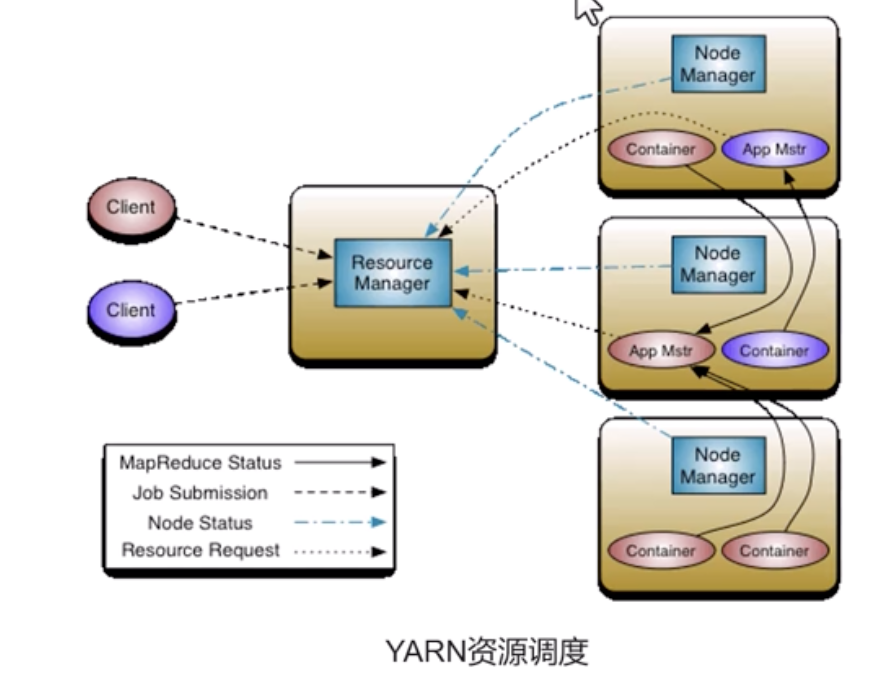 Client
Client
Resource
Manager
Node
Manager
Container
App Mstr
Node
Manager
App Mstr
Container
Node
Manager
Container
Container
MapReduce Status
Job Submission
Node Status
Resource Request
YARN资源调度